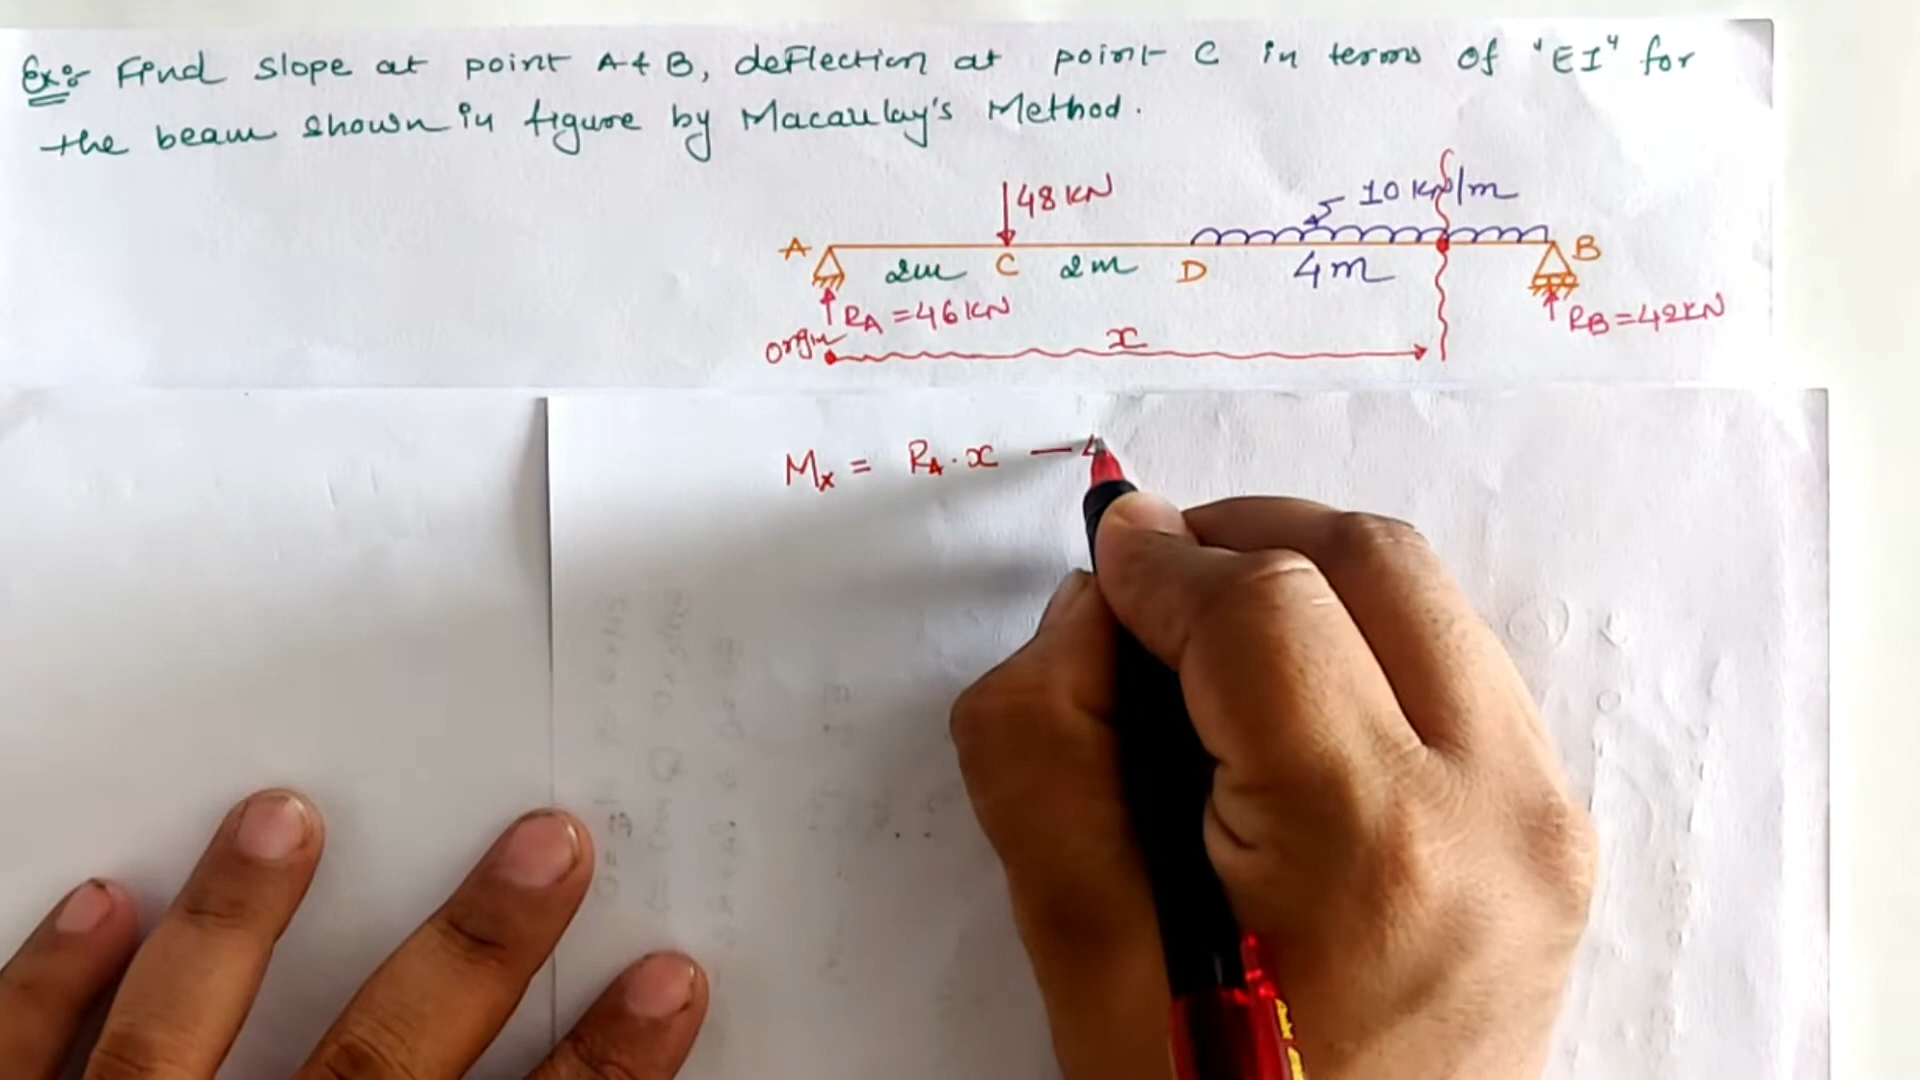 Ex:- Find slope at point A & B, deflection at point C in terms of "EI" for
the beam shown in figure by Macaulay's Method.
48 KN
10 KN/m
A
2m
C
2m
D
4m
B
RA = 46 KN
RB = 42 KN
Origin
x
Mx = RA · x — 4